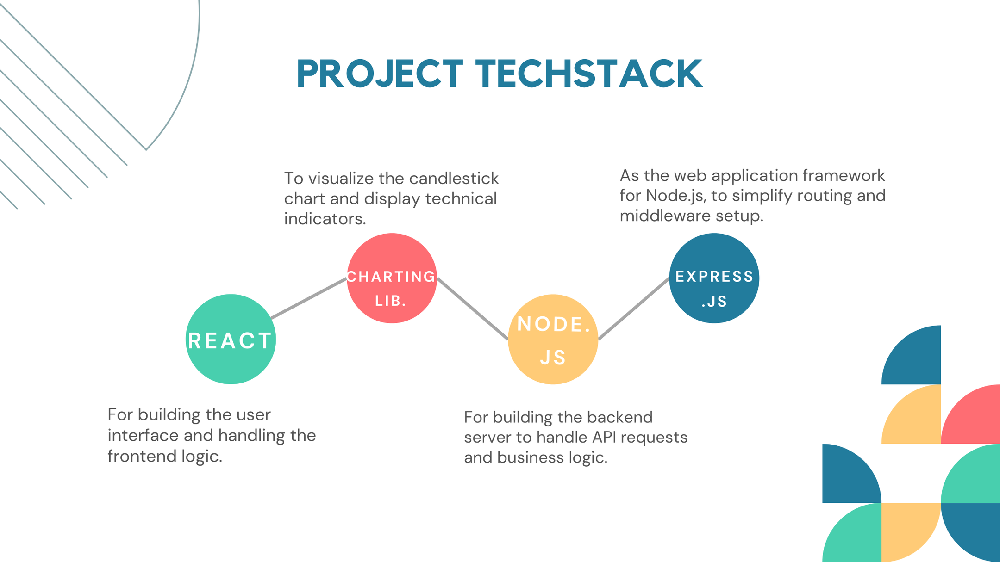 PROJECT TECHSTACK
To visualize the candlestick
chart and display technical
indicators.
As the web application framework
for Node.js, to simplify routing and
middleware setup.
CHARTING
LIB.
EXPRESS
.JS
REACT
NODE.
JS
For building the user
interface and handling the
frontend logic.
For building the backend
server to handle API requests
and business logic.